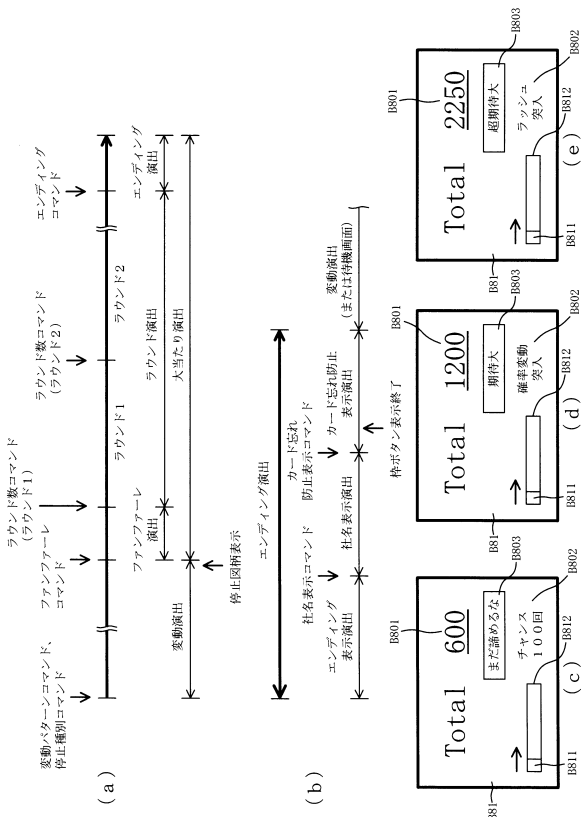 (a)
変動パターンコマンド、
停止種別コマンド
ファンファーレ
コマンド
ラウンド数コマンド
(ラウンド1)
ラウンド数コマンド
(ラウンド2)
エンディング
コマンド
ラウンド1
ラウンド2
変動演出
ファンファーレ
演出
ラウンド演出
エンディング
演出
大当たり演出
停止図柄表示
(b)
エンディング演出
社名表示コマンド
カード忘れ
防止表示コマンド
エンディング
表示演出
社名表示演出
カード忘れ防止
表示演出
変動演出
(または待機画面)
枠ボタン表示終了
B801
Total 600
まだ諦めるな
B803
チャンス
100回
B802
B812
B811
B81
(c)
B801
Total 1200
期待大
B803
確率変動
突入
B802
B812
B811
B81
(d)
B801
Total 2250
超期待大
B803
ラッシュ
突入
B802
B812
B811
B81
(e)